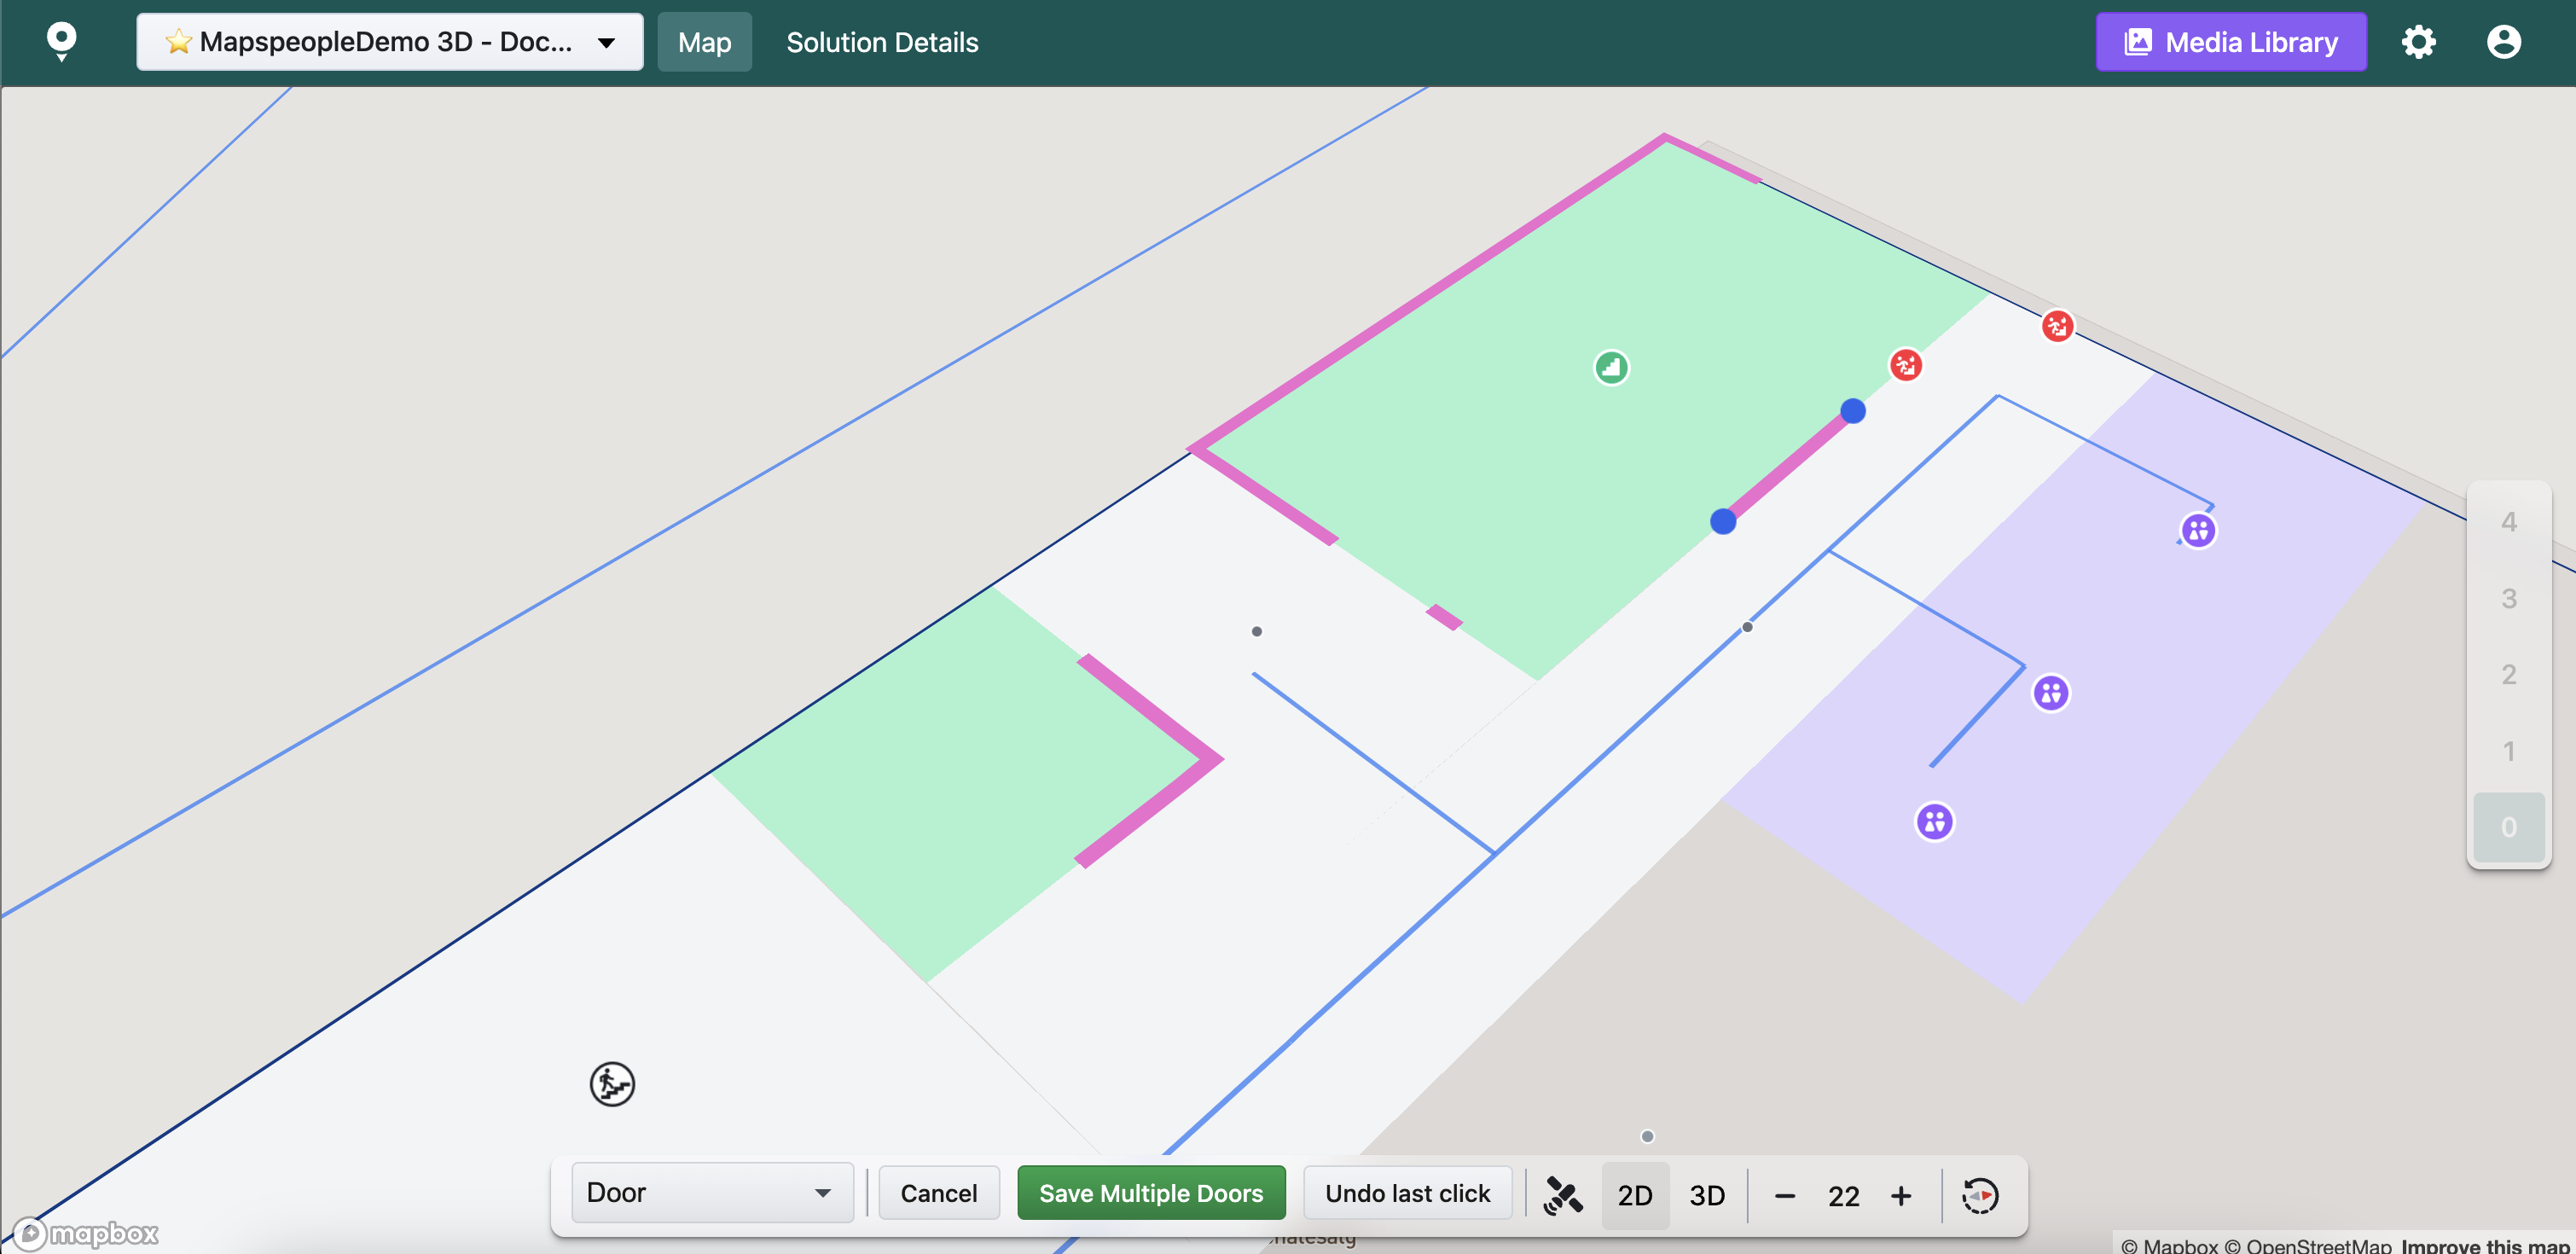 ⭐ MapspeopleDemo 3D - Doc...
Map
Solution Details
Media Library
4
3
2
1
0
Door
Cancel
Save Multiple Doors
Undo last click
2D
3D
22
mapbox
© Mapbox © OpenStreetMap Improve this map